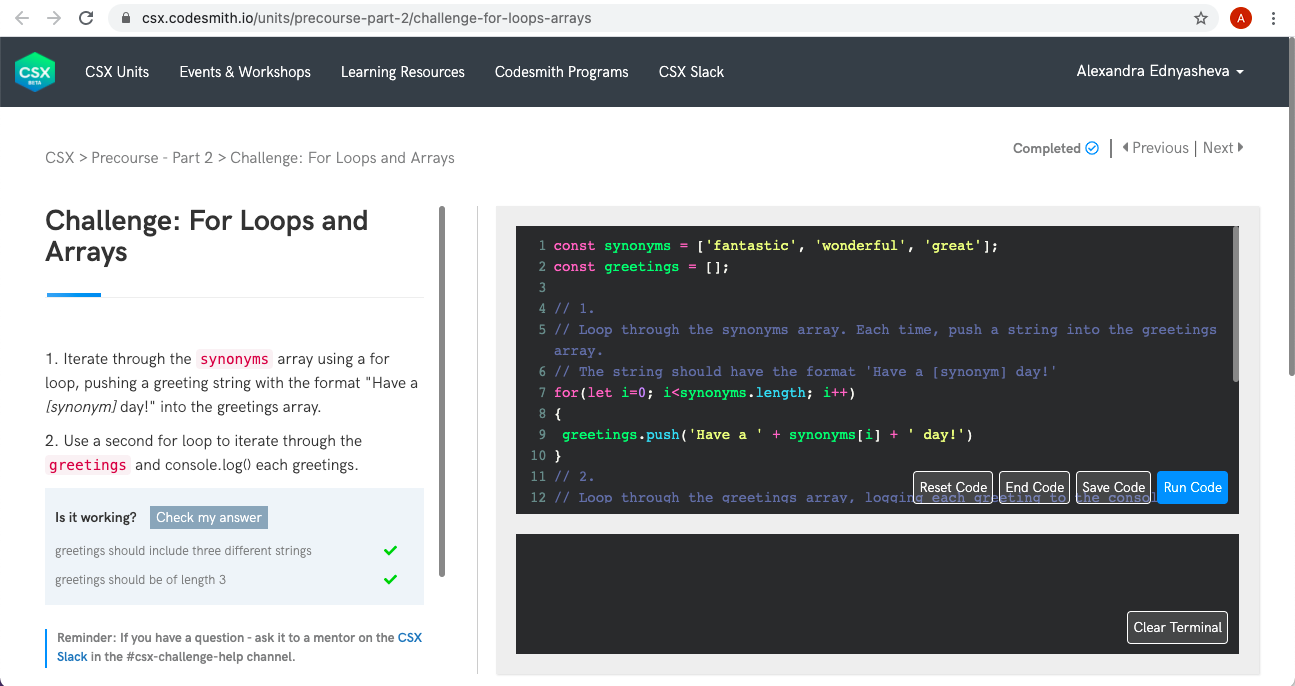 csx.codesmith.io/units/precourse-part-2/challenge-for-loops-arrays
A
CSX
BETA
CSX Units
Events & Workshops
Learning Resources
Codesmith Programs
CSX Slack
Alexandra Ednyasheva
CSX > Precourse - Part 2 > Challenge: For Loops and Arrays
Completed
Previous | Next
Challenge: For Loops and
Arrays
1. Iterate through the synonyms array using a for
loop, pushing a greeting string with the format "Have a
[synonym] day!" into the greetings array.
2. Use a second for loop to iterate through the
greetings and console.log() each greetings.
Is it working?
Check my answer
greetings should include three different strings
greetings should be of length 3
Reminder: If you have a question - ask it to a mentor on the CSX
Slack in the #csx-challenge-help channel.
1 const synonyms = ['fantastic', 'wonderful', 'great'];
2 const greetings = [];
3
4 // 1.
5 // Loop through the synonyms array. Each time, push a string into the greetings
array.
6 // The string should have the format 'Have a [synonym] day!'
7 for(let i=0; i<synonyms.length; i++)
8 {
9 greetings.push('Have a ' + synonyms[i] + ' day!')
10 }
11 // 2.
12 // Loop through the greetings array, logging each greeting to the consol
Reset Code
End Code
Save Code
Run Code
Clear Terminal